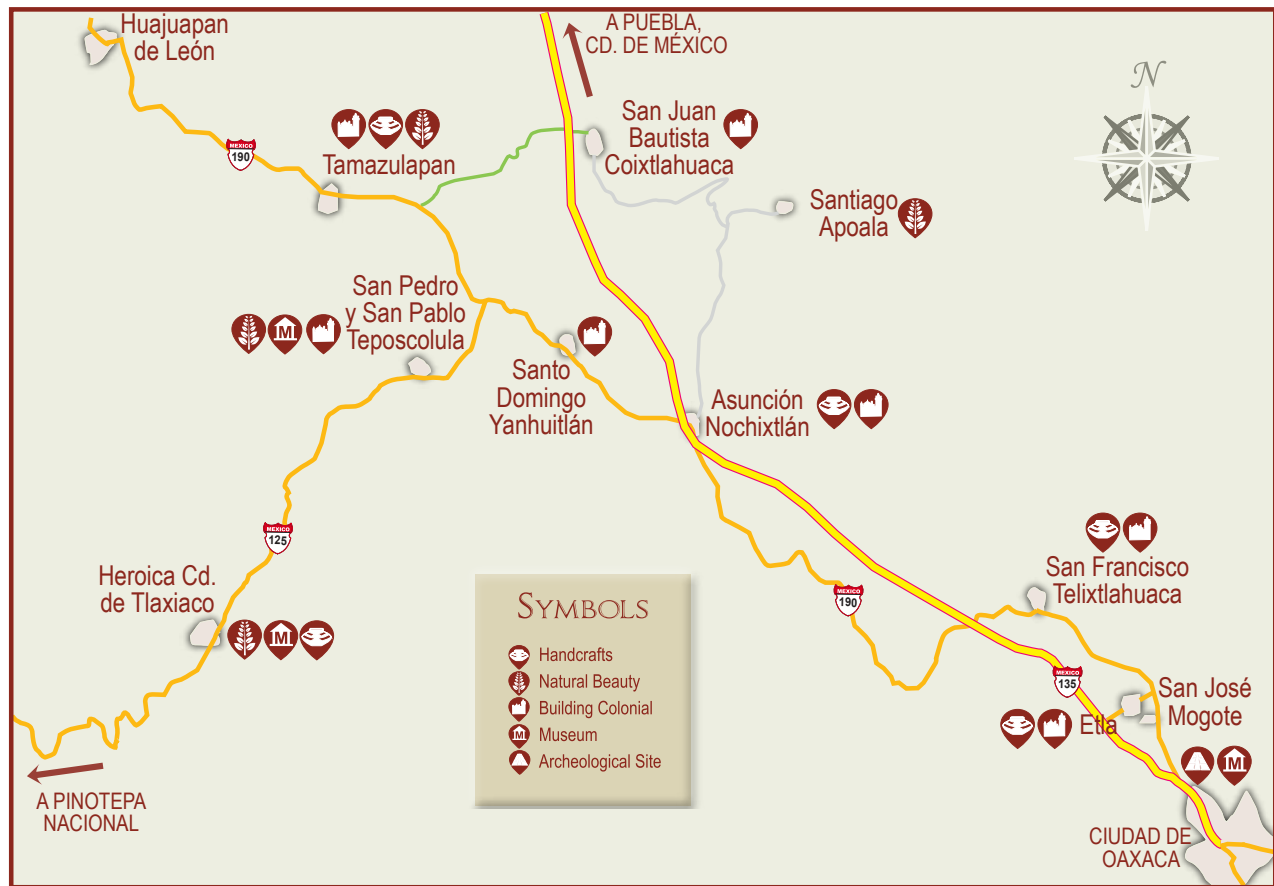 Huajuapan
de León
A PUEBLA,
CD. DE MÉXICO
N
San Juan
Bautista
Coixtlahuaca
MEXICO
190
Tamazulapan
Santiago
Apoala
San Pedro
y San Pablo
Teposcolula
M
Santo
Domingo
Yanhuitlán
Asunción
Nochixtlán
MEXICO
125
San Francisco
Telixtlahuaca
Heroica Cd.
de Tlaxiaco
M
MEXICO
190
SYMBOLS
Handcrafts
Natural Beauty
Building Colonial
M
Museum
Archeological Site
MEXICO
135
San José
Mogote
Etla
M
A PINOTEPA
NACIONAL
CIUDAD DE
OAXACA